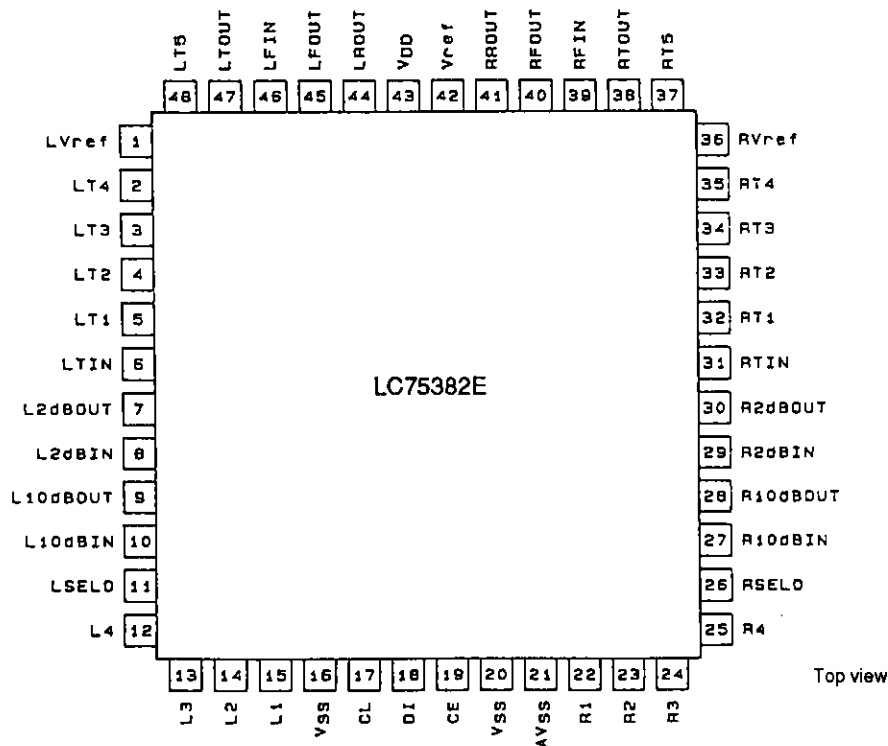 LT5 LTOUT LFIN LFOUT LROUT VDD Vref RROUT RFOUT RFIN RTOUT RT5
48 47 46 45 44 43 42 41 40 39 38 37
LVref 1 36 RVref
LT4 2 35 RT4
LT3 3 34 RT3
LT2 4 33 RT2
LT1 5 32 RT1
LTIN 6 31 RTIN
LC75382E
L2dBOUT 7 30 R2dBOUT
L2dBIN 8 29 R2dBIN
L10dBOUT 9 28 R10dBOUT
L10dBIN 10 27 R10dBIN
LSELO 11 26 RSELO
L4 12 25 R4
13 14 15 16 17 18 19 20 21 22 23 24
Top view
L3 L2 L1 VSS CL DI CE VSS AVSS R1 R2 R3